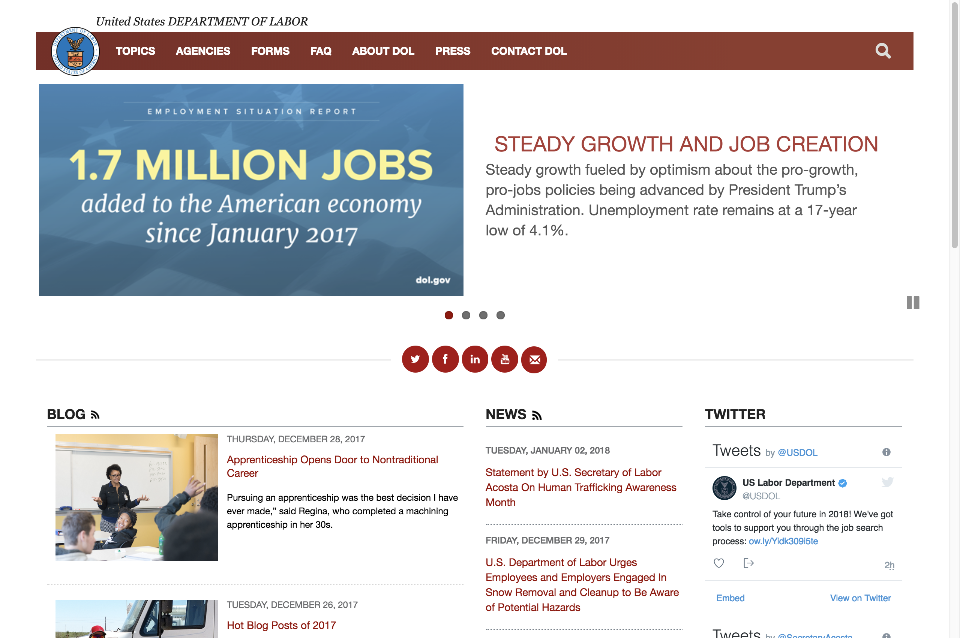 United States DEPARTMENT OF LABOR
TOPICS AGENCIES FORMS FAQ ABOUT DOL PRESS CONTACT DOL
EMPLOYMENT SITUATION REPORT
1.7 MILLION JOBS
added to the American economy
since January 2017
dol.gov
STEADY GROWTH AND JOB CREATION
Steady growth fueled by optimism about the pro-growth,
pro-jobs policies being advanced by President Trump's
Administration. Unemployment rate remains at a 17-year
low of 4.1%.
BLOG
THURSDAY, DECEMBER 28, 2017
Apprenticeship Opens Door to Nontraditional
Career
Pursuing an apprenticeship was the best decision I have
ever made," said Regina, who completed a machining
apprenticeship in her 30s.
TUESDAY, DECEMBER 26, 2017
Hot Blog Posts of 2017
NEWS
TUESDAY, JANUARY 02, 2018
Statement by U.S. Secretary of Labor
Acosta On Human Trafficking Awareness
Month
FRIDAY, DECEMBER 29, 2017
U.S. Department of Labor Urges
Employees and Employers Engaged In
Snow Removal and Cleanup to Be Aware
of Potential Hazards
TWITTER
Tweets by @USDOL
US Labor Department
@USDOL
Take control of your future in 2018! We've got
tools to support you through the job search
process: ow.ly/Yidk309i5te
2h
Embed View on Twitter
Tweets by @SecretaryAcosta